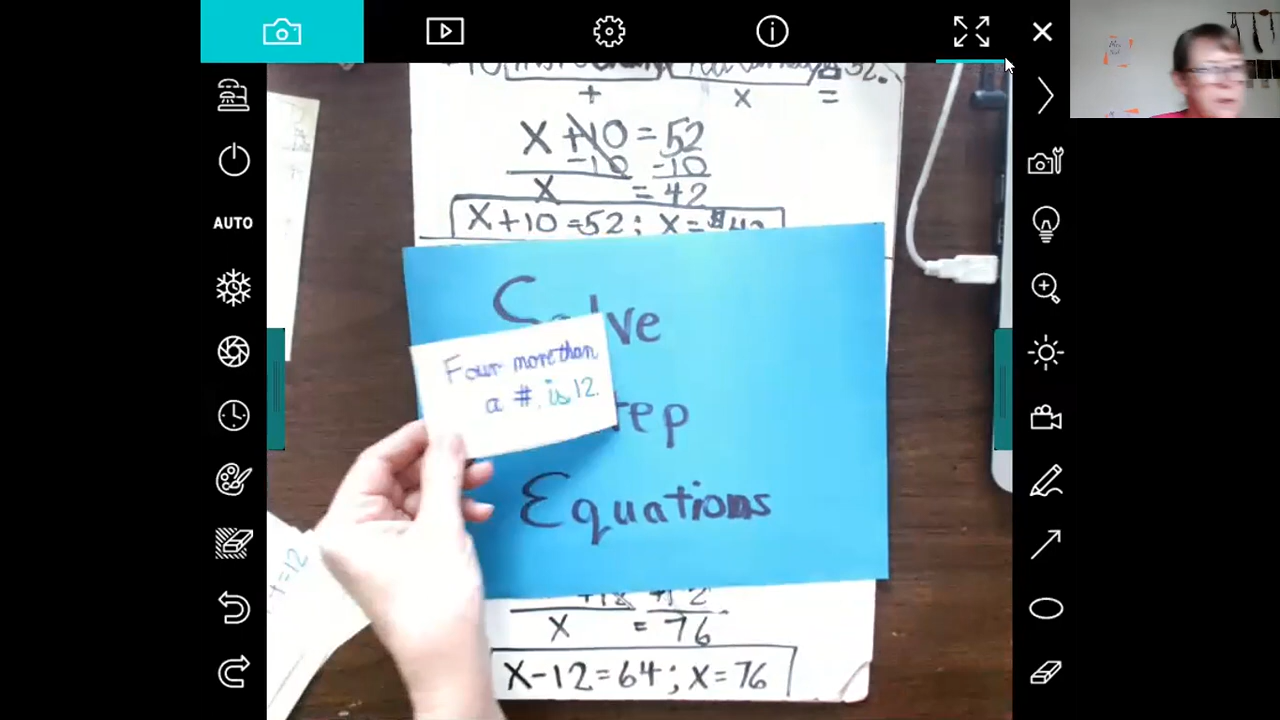 AUTO
+ x =
x +10 = 52
-10 -10
x = 42
x+10=52; x=
Solve
Four more than
a #. is 12.
tep
Equations
x = 76
x-12=64; x=76